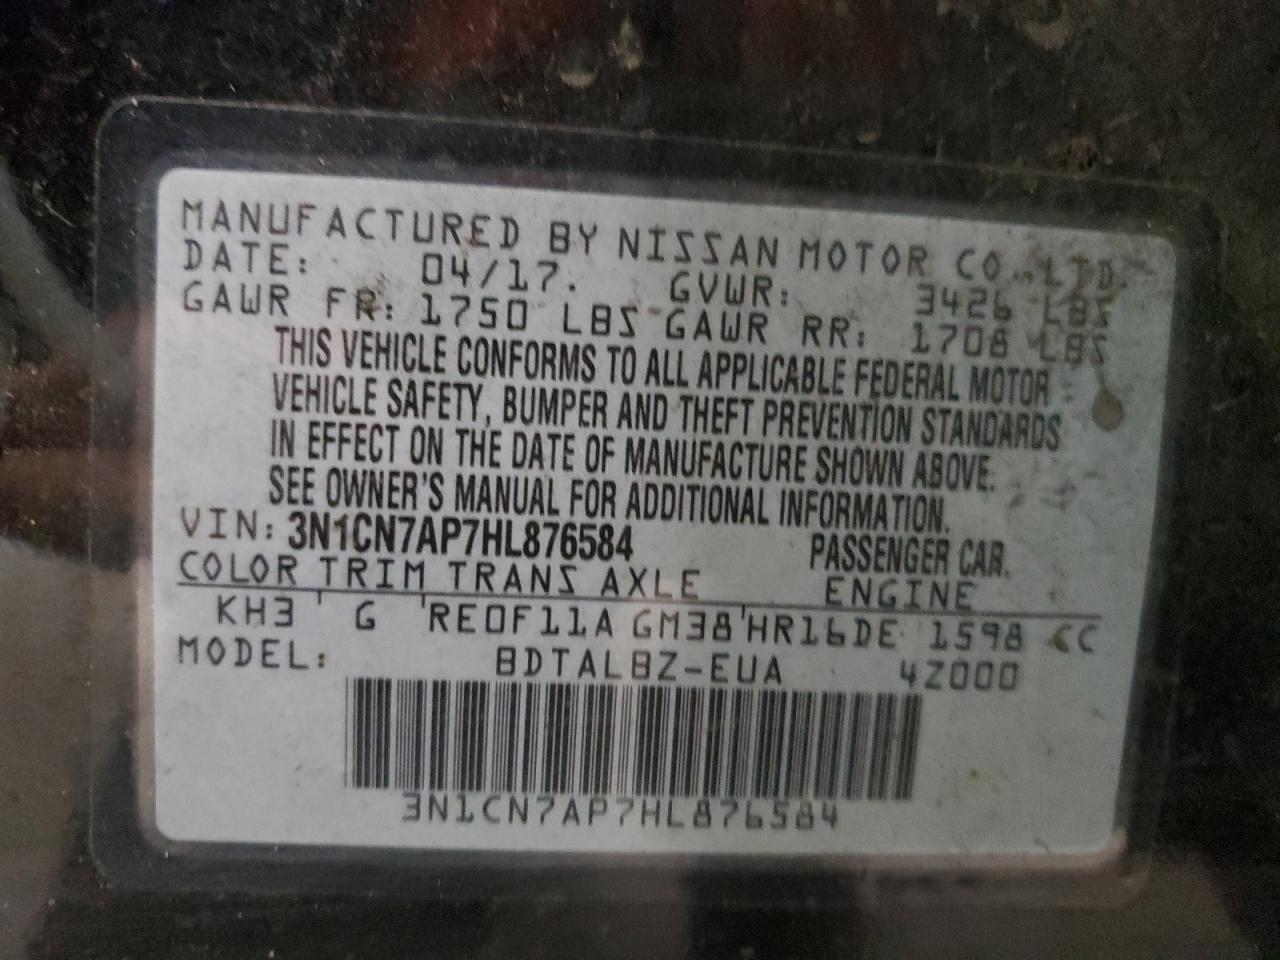 MANUFACTURED BY NISSAN MOTOR CO.,LTD.
DATE: 04/17. GVWR: 3426 LBS
GAWR FR: 1750 LBS GAWR RR: 1708 LBS
THIS VEHICLE CONFORMS TO ALL APPLICABLE FEDERAL MOTOR
VEHICLE SAFETY, BUMPER AND THEFT PREVENTION STANDARDS
IN EFFECT ON THE DATE OF MANUFACTURE SHOWN ABOVE.
SEE OWNER'S MANUAL FOR ADDITIONAL INFORMATION.
VIN: 3N1CN7AP7HL876584 PASSENGER CAR.
COLOR TRIM TRANS AXLE ENGINE
KH3 G RE0F11A GM38 HR16DE 1598 CC
MODEL: BDTALBZ-EUA 4Z000
3N1CN7AP7HL876584